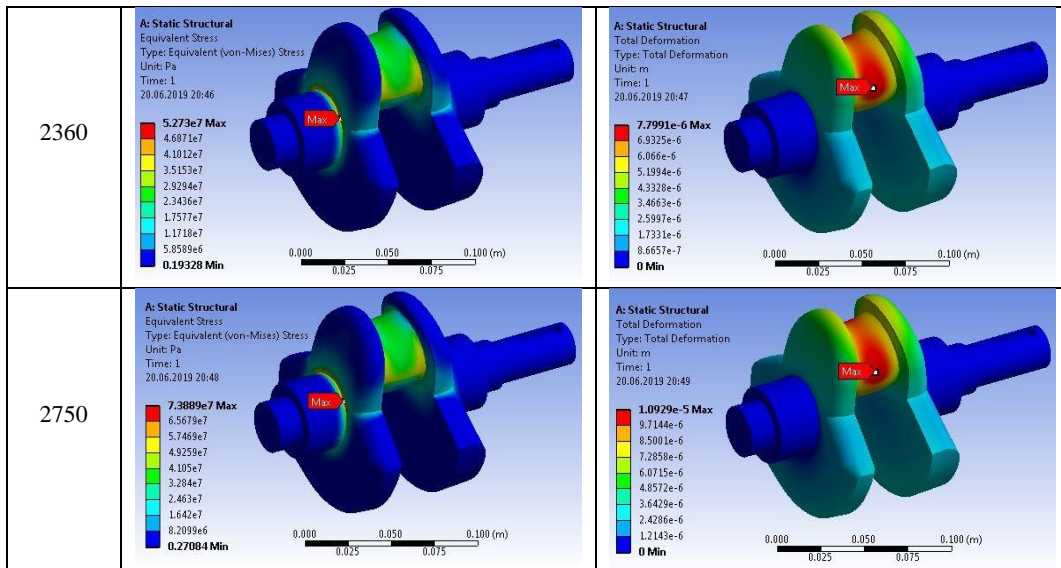 2360
A: Static Structural
Equivalent Stress
Type: Equivalent (von-Mises) Stress
Unit: Pa
Time: 1
20.06.2019 20:46
5.273e7 Max
4.6871e7
4.1012e7
3.5153e7
2.9294e7
2.3436e7
1.7577e7
1.1718e7
5.8589e6
0.19328 Min
Max
0.000 0.050 0.100 (m)
0.025 0.075
A: Static Structural
Total Deformation
Type: Total Deformation
Unit: m
Time: 1
20.06.2019 20:47
7.7991e-6 Max
6.9325e-6
6.066e-6
5.1994e-6
4.3328e-6
3.4663e-6
2.5997e-6
1.7331e-6
8.6657e-7
0 Min
Max
0.000 0.050 0.100 (m)
0.025 0.075
2750
A: Static Structural
Equivalent Stress
Type: Equivalent (von-Mises) Stress
Unit: Pa
Time: 1
20.06.2019 20:48
7.3889e7 Max
6.5679e7
5.7469e7
4.9259e7
4.105e7
3.284e7
2.463e7
1.642e7
8.2099e6
0.27084 Min
Max
0.000 0.050 0.100 (m)
0.025 0.075
A: Static Structural
Total Deformation
Type: Total Deformation
Unit: m
Time: 1
20.06.2019 20:49
1.0929e-5 Max
9.7144e-6
8.5001e-6
7.2858e-6
6.0715e-6
4.8572e-6
3.6429e-6
2.4286e-6
1.2143e-6
0 Min
Max
0.000 0.050 0.100 (m)
0.025 0.075